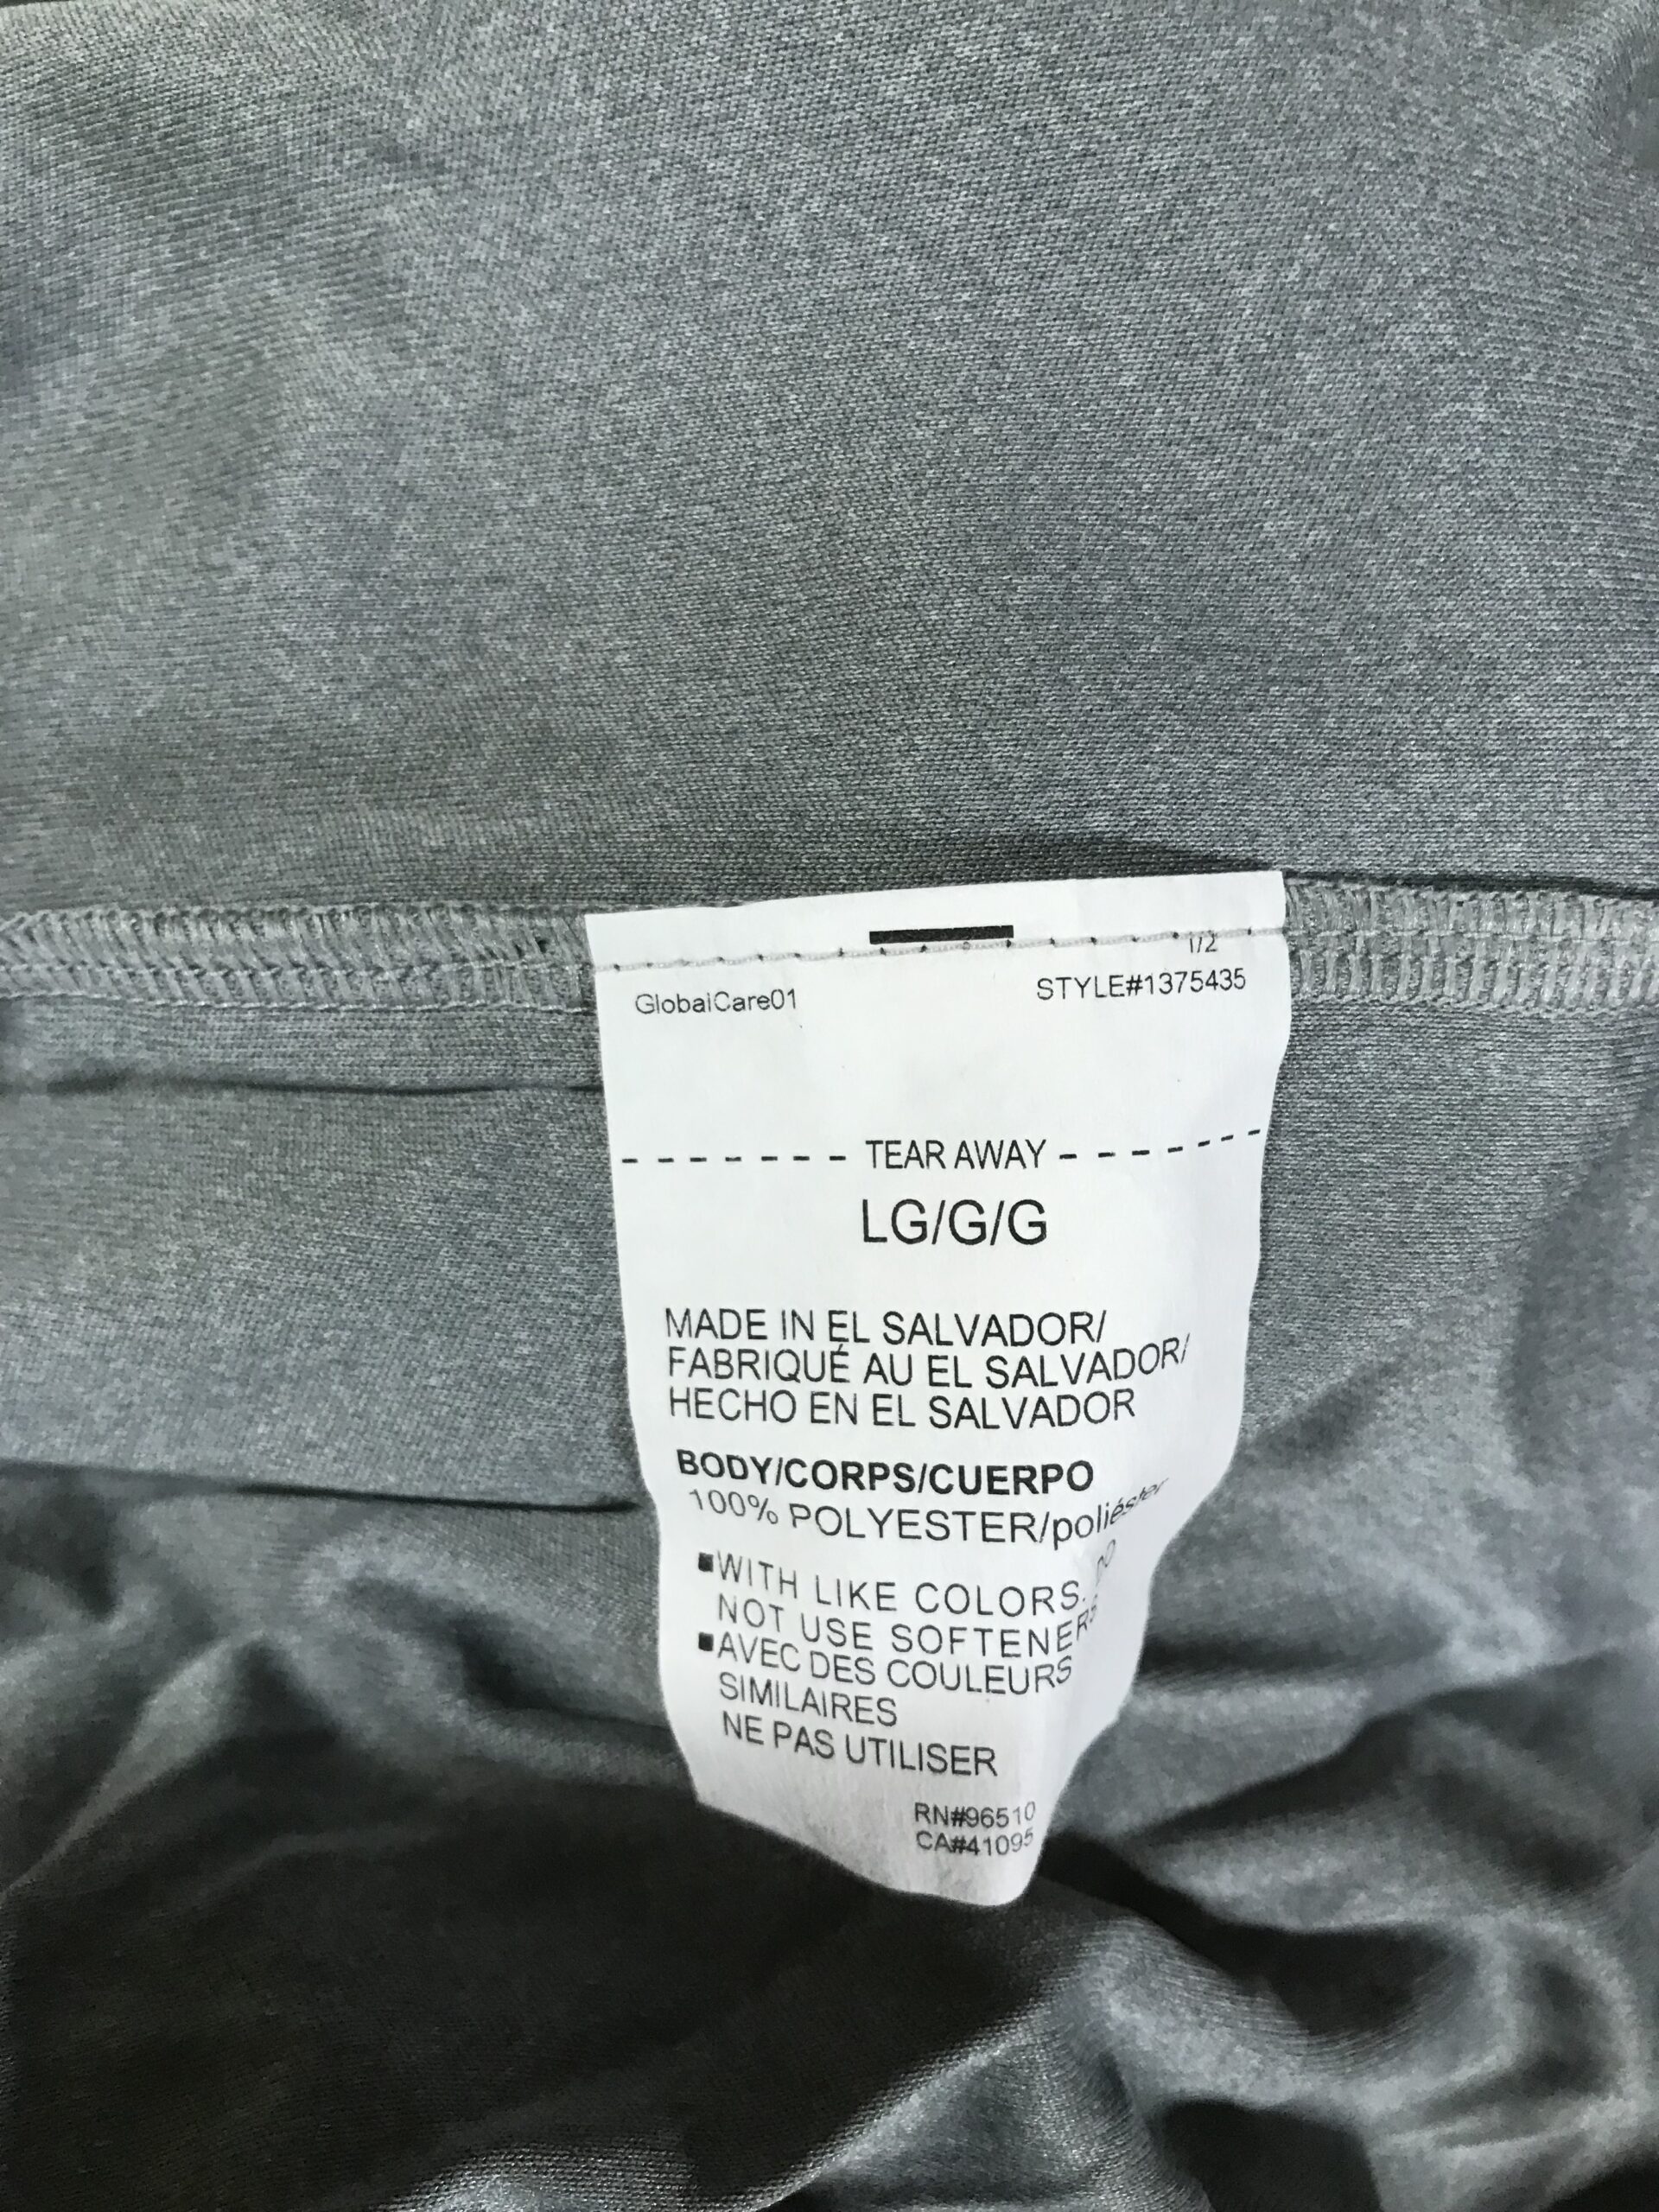 1/2
GlobalCare01 STYLE#1375435
TEAR AWAY
LG/G/G
MADE IN EL SALVADOR/
FABRIQUÉ AU EL SALVADOR/
HECHO EN EL SALVADOR
BODY/CORPS/CUERPO
100% POLYESTER/poliéster
▪WITH LIKE COLORS. DO
NOT USE SOFTENERS
▪AVEC DES COULEURS
SIMILAIRES
NE PAS UTILISER
RN#96510
CA#41095